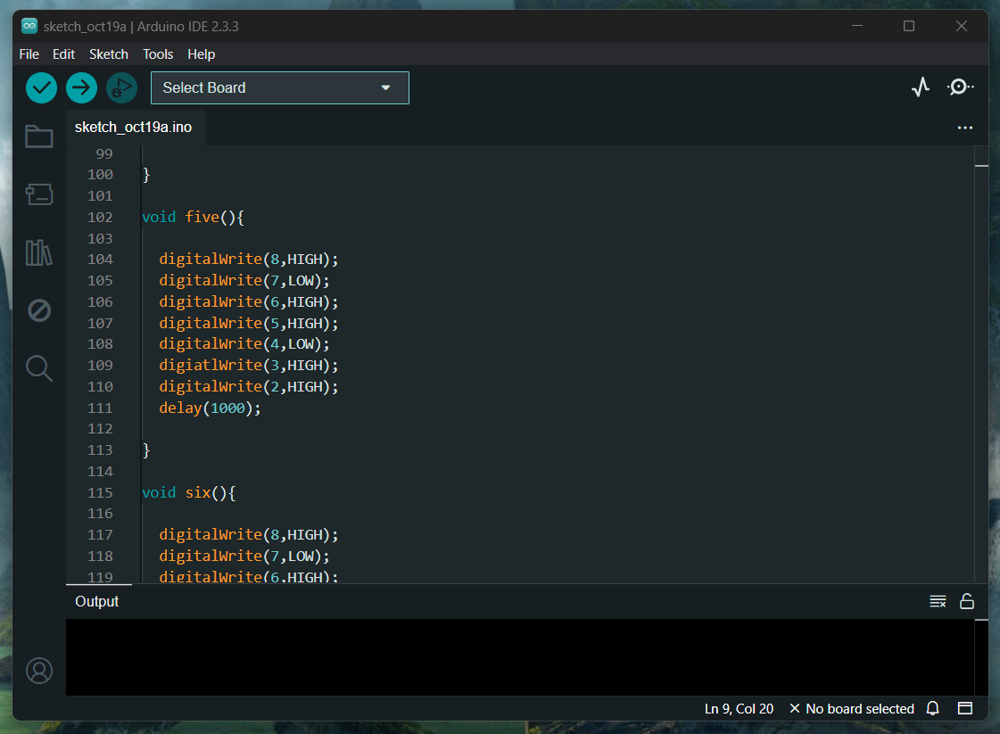 sketch_oct19a | Arduino IDE 2.3.3
File Edit Sketch Tools Help
Select Board
sketch_oct19a.ino
99
100 }
101
102 void five(){
103
104 digitalWrite(8,HIGH);
105 digitalWrite(7,LOW);
106 digitalWrite(6,HIGH);
107 digitalWrite(5,HIGH);
108 digitalWrite(4,LOW);
109 digiatlWrite(3,HIGH);
110 digitalWrite(2,HIGH);
111 delay(1000);
112
113 }
114
115 void six(){
116
117 digitalWrite(8,HIGH);
118 digitalWrite(7,LOW);
119 digitalWrite(6,HIGH);
Output
Ln 9, Col 20 × No board selected